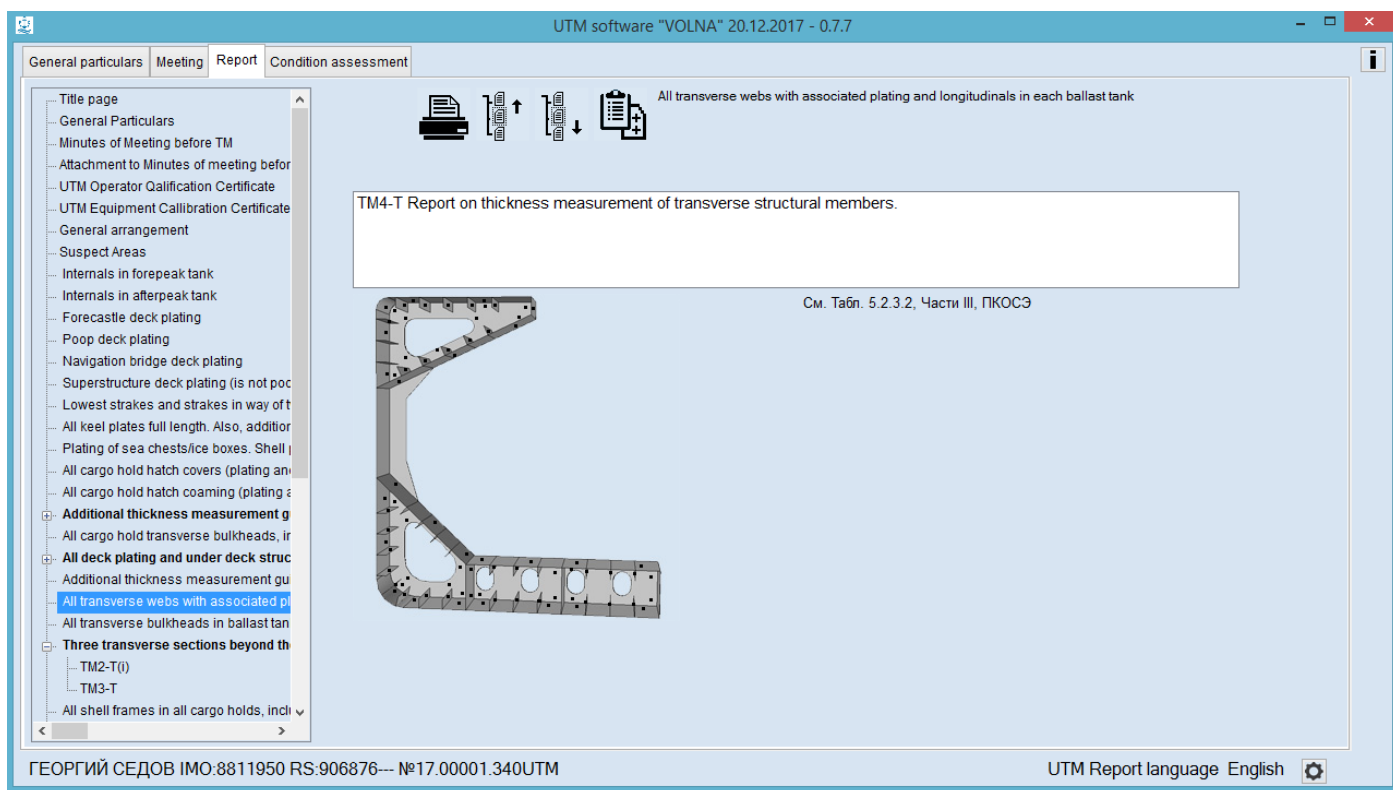 UTM software "VOLNA" 20.12.2017 - 0.7.7
General particulars Meeting Report Condition assessment
Title page
General Particulars
Minutes of Meeting before TM
Attachment to Minutes of meeting befor
UTM Operator Qalification Certificate
UTM Equipment Callibration Certificate
General arrangement
Suspect Areas
Internals in forepeak tank
Internals in afterpeak tank
Forecastle deck plating
Poop deck plating
Navigation bridge deck plating
Superstructure deck plating (is not poc
Lowest strakes and strakes in way of t
All keel plates full length. Also, addition
Plating of sea chests/ice boxes. Shell p
All cargo hold hatch covers (plating and
All cargo hold hatch coaming (plating a
Additional thickness measurement g
All cargo hold transverse bulkheads, in
All deck plating and under deck struc
Additional thickness measurement gui
All transverse webs with associated pl
All transverse bulkheads in ballast tan
Three transverse sections beyond th
TM2-T(i)
TM3-T
All shell frames in all cargo holds, inclu
All transverse webs with associated plating and longitudinals in each ballast tank
TM4-T Report on thickness measurement of transverse structural members.
См. Табл. 5.2.3.2, Части III, ПКОСЭ
ГЕОРГИЙ СЕДОВ IMO:8811950 RS:906876--- №17.00001.340UTM
UTM Report language English